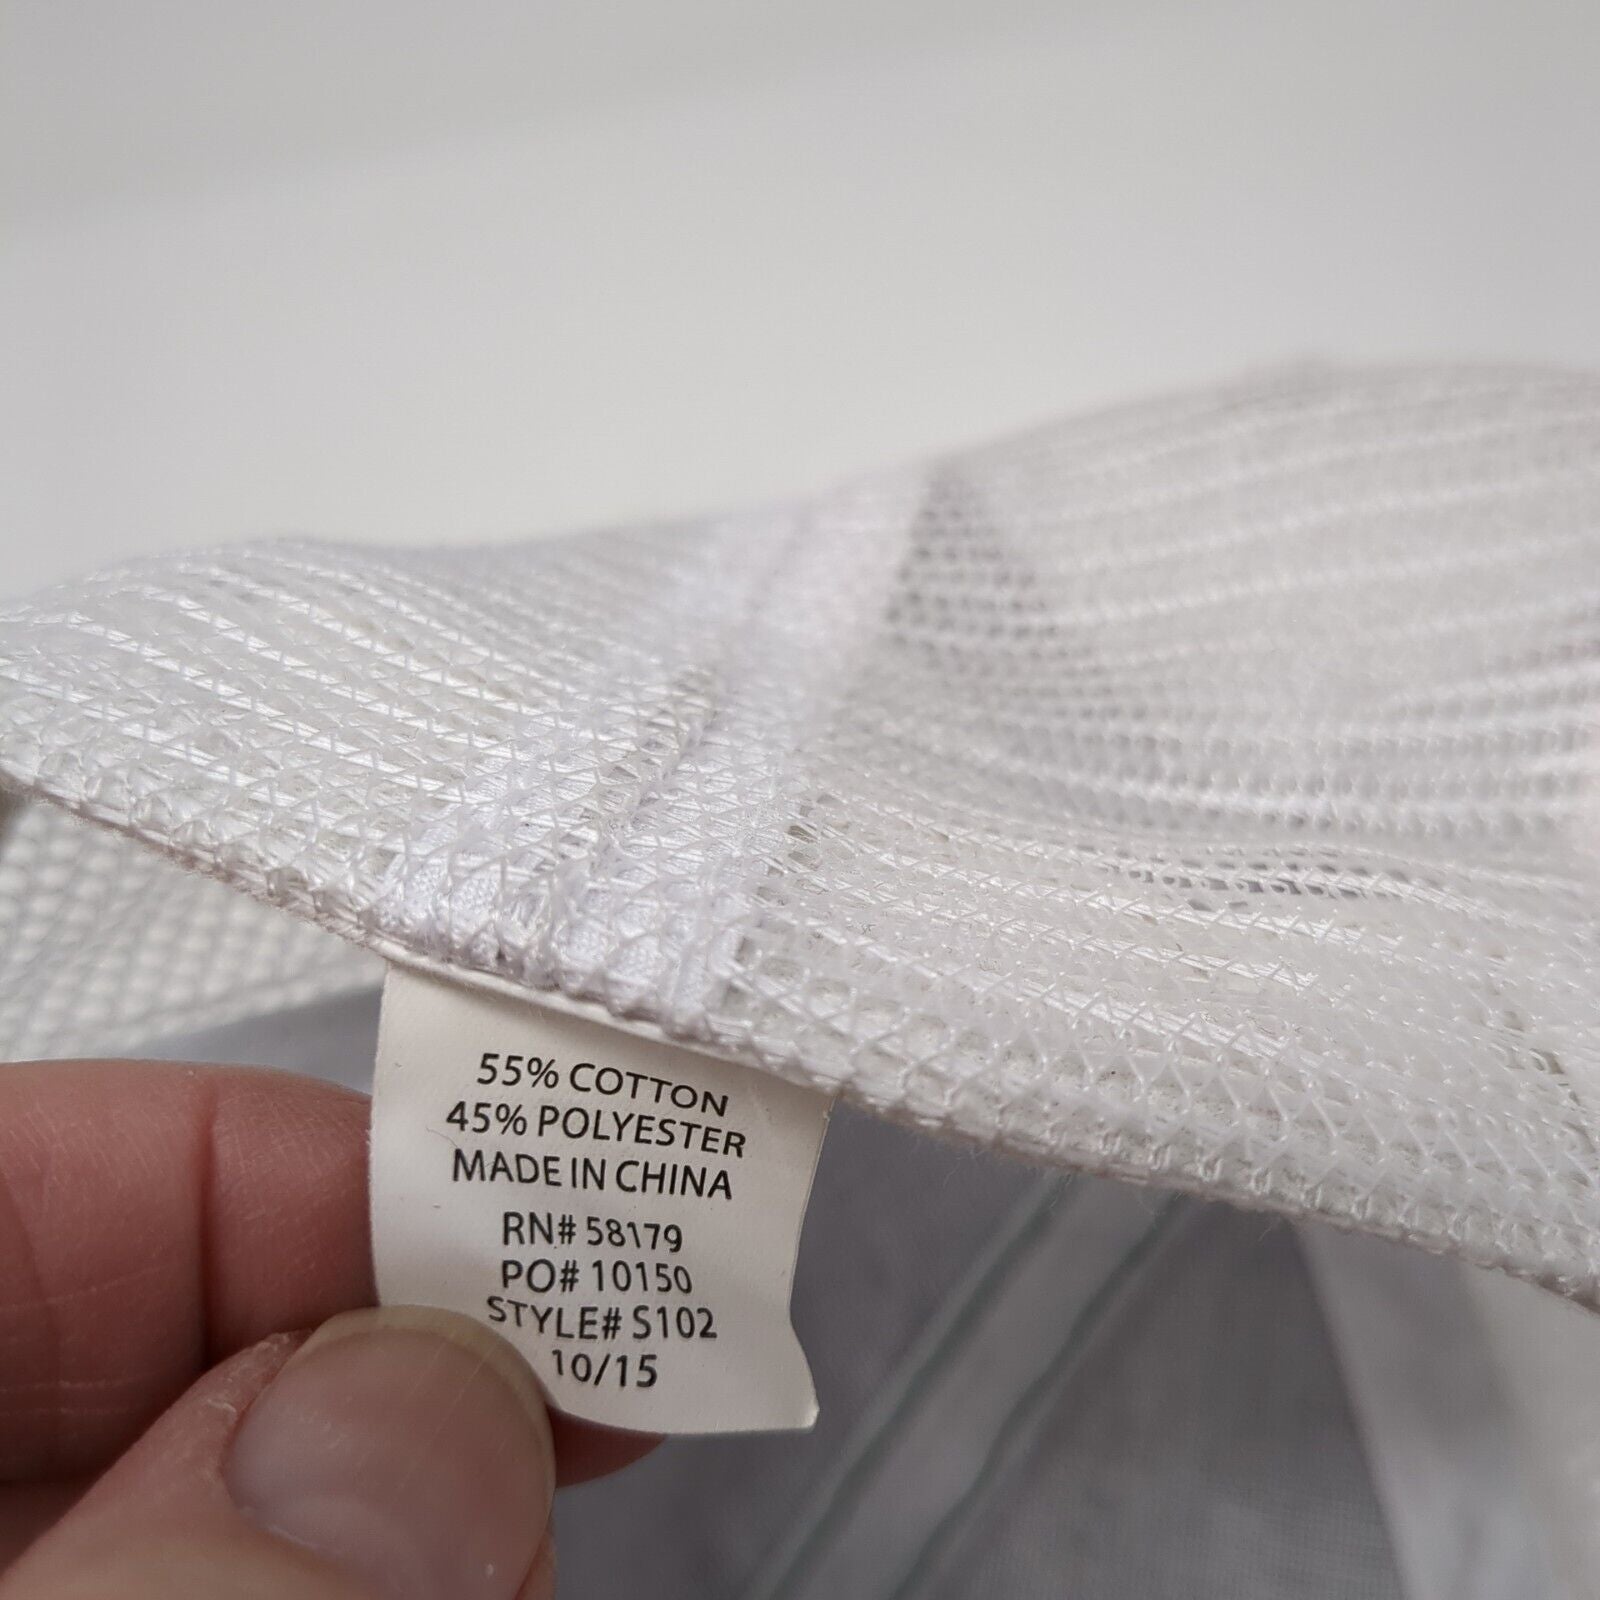 55% COTTON
45% POLYESTER
MADE IN CHINA
RN# 58179
PO# 10150
STYLE# S102
10/15